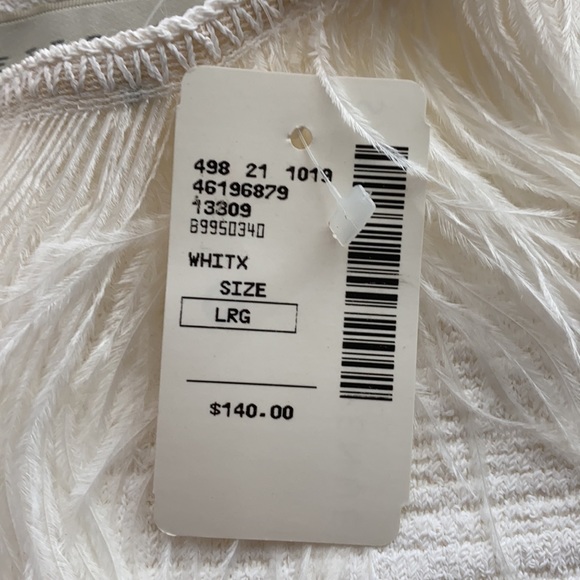 498 21 1019
46196879
13309
B9950340
WHITX
SIZE
LRG
$140.00